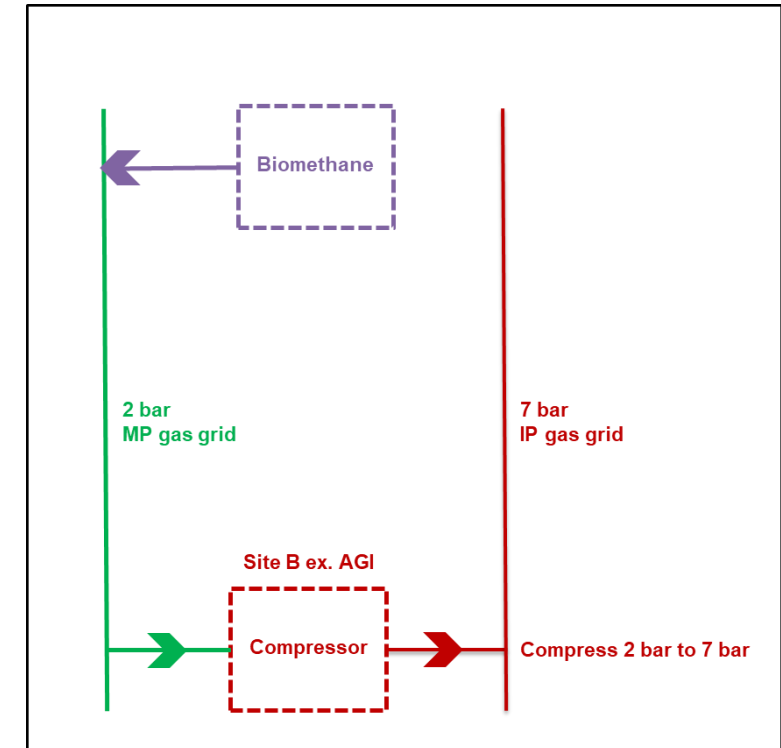 Biomethane
2 bar
MP gas grid
7 bar
IP gas grid
Site B ex. AGI
Compressor
Compress 2 bar to 7 bar